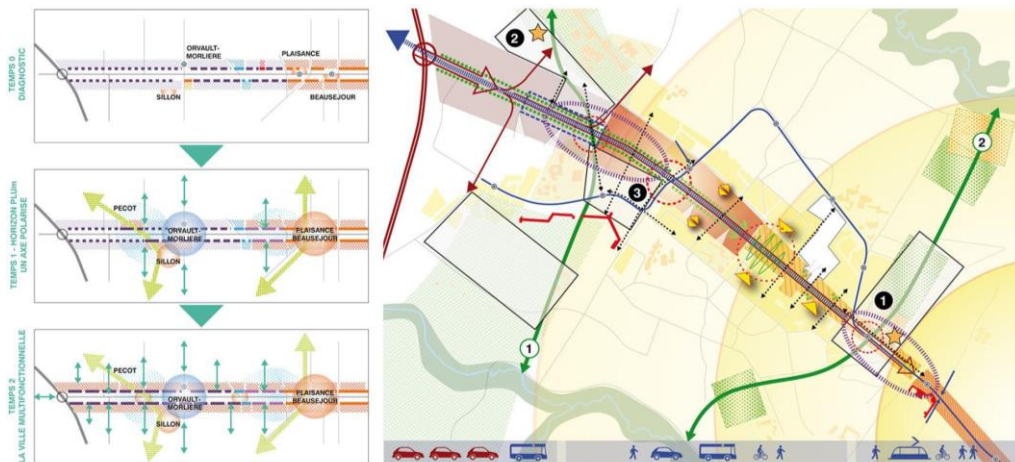 TEMPS 0
DIAGNOSTIC
ORVAULT-
MORLIERE
PLAISANCE
SILLON
BEAUSEJOUR
TEMPS 1 - HORIZON PLUm
UN AXE POLARISE
PECOT
ORVAULT-
MORLIERE
PLAISANCE
BEAUSEJOUR
SILLON
TEMPS 2
LA VILLE MULTIFONCTIONNELLE
PECOT
ORVAULT-
MORLIERE
PLAISANCE
BEAUSEJOUR
SILLON
2
2
3
1
1